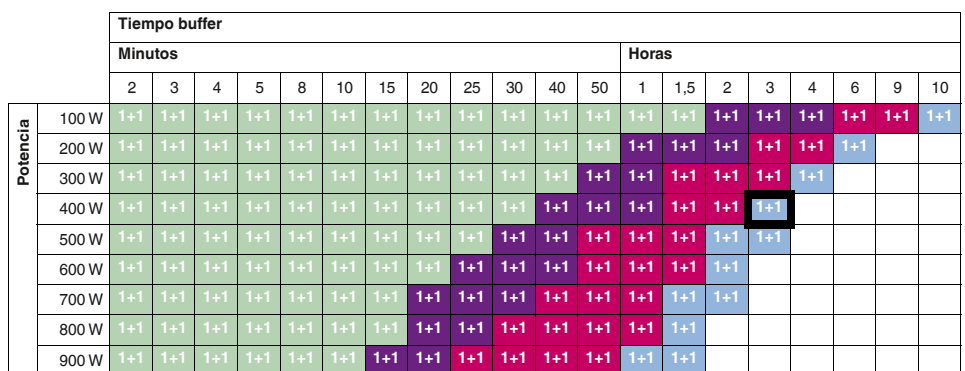 Tiempo buffer
Minutos Horas
2 3 4 5 8 10 15 20 25 30 40 50 1 1,5 2 3 4 6 9 10
Potencia
100 W 1+1 1+1 1+1 1+1 1+1 1+1 1+1 1+1 1+1 1+1 1+1 1+1 1+1 1+1 1+1 1+1 1+1 1+1 1+1 1+1
200 W 1+1 1+1 1+1 1+1 1+1 1+1 1+1 1+1 1+1 1+1 1+1 1+1 1+1 1+1 1+1 1+1 1+1 1+1
300 W 1+1 1+1 1+1 1+1 1+1 1+1 1+1 1+1 1+1 1+1 1+1 1+1 1+1 1+1 1+1 1+1 1+1
400 W 1+1 1+1 1+1 1+1 1+1 1+1 1+1 1+1 1+1 1+1 1+1 1+1 1+1 1+1 1+1 1+1
500 W 1+1 1+1 1+1 1+1 1+1 1+1 1+1 1+1 1+1 1+1 1+1 1+1 1+1 1+1 1+1 1+1
600 W 1+1 1+1 1+1 1+1 1+1 1+1 1+1 1+1 1+1 1+1 1+1 1+1 1+1 1+1 1+1
700 W 1+1 1+1 1+1 1+1 1+1 1+1 1+1 1+1 1+1 1+1 1+1 1+1 1+1 1+1 1+1
800 W 1+1 1+1 1+1 1+1 1+1 1+1 1+1 1+1 1+1 1+1 1+1 1+1 1+1 1+1
900 W 1+1 1+1 1+1 1+1 1+1 1+1 1+1 1+1 1+1 1+1 1+1 1+1 1+1 1+1